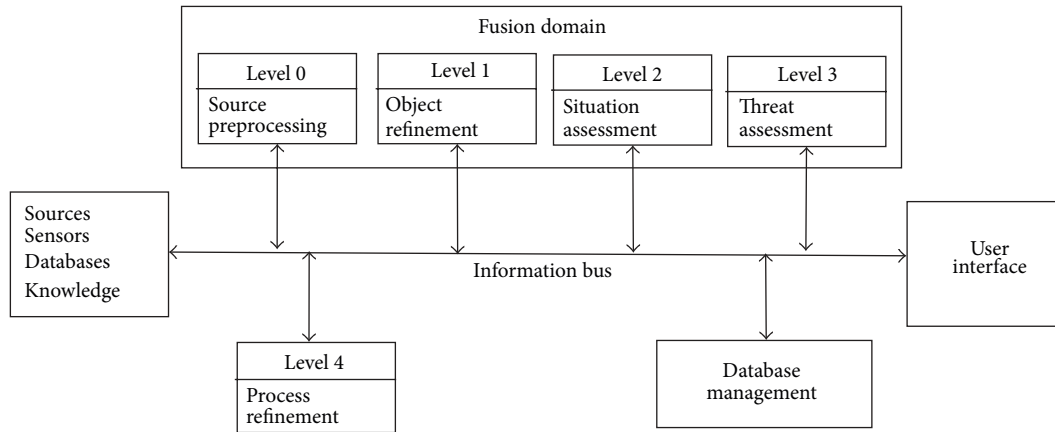 Fusion domain
Level 0
Source
preprocessing
Level 1
Object
refinement
Level 2
Situation
assessment
Level 3
Threat
assessment
Sources
Sensors
Databases
Knowledge
Information bus
User
interface
Level 4
Process
refinement
Database
management